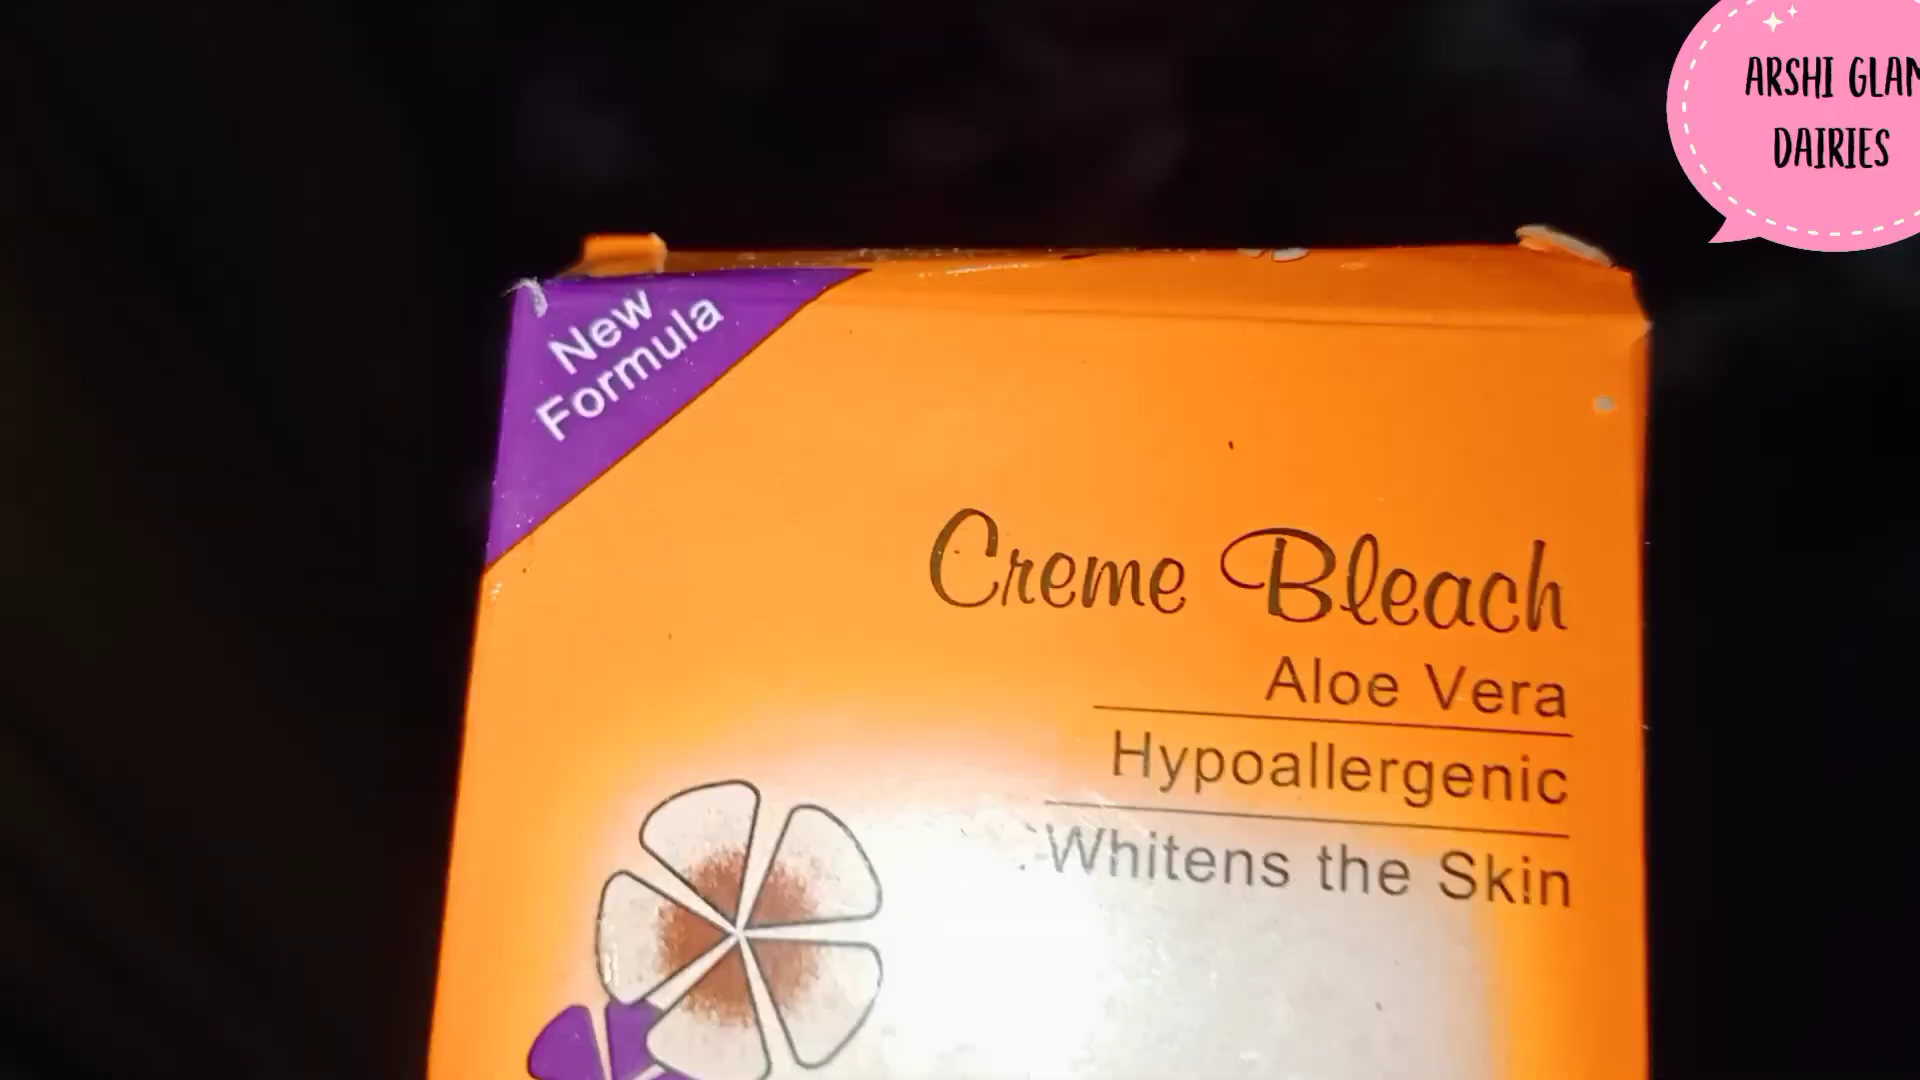 ARSHI GLAM
DAIRIES
New
Formula
Creme Bleach
Aloe Vera
Hypoallergenic
Whitens the Skin